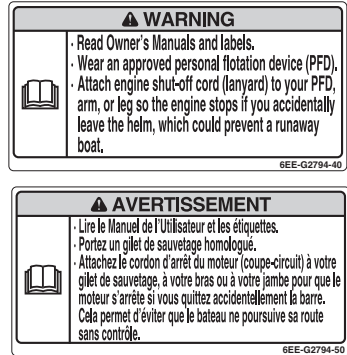 ⚠ WARNING
· Read Owner's Manuals and labels.
· Wear an approved personal flotation device (PFD).
· Attach engine shut-off cord (lanyard) to your PFD,
arm, or leg so the engine stops if you accidentally
leave the helm, which could prevent a runaway
boat.
6EE-G2794-40
⚠ AVERTISSEMENT
· Lire le Manuel de l'Utilisateur et les étiquettes.
· Portez un gilet de sauvetage homologué.
· Attachez le cordon d'arrêt du moteur (coupe-circuit) à votre
gilet de sauvetage, à votre bras ou à votre jambe pour que le
moteur s'arrête si vous quittez accidentellement la barre.
Cela permet d'éviter que le bateau ne poursuive sa route
sans contrôle.
6EE-G2794-50